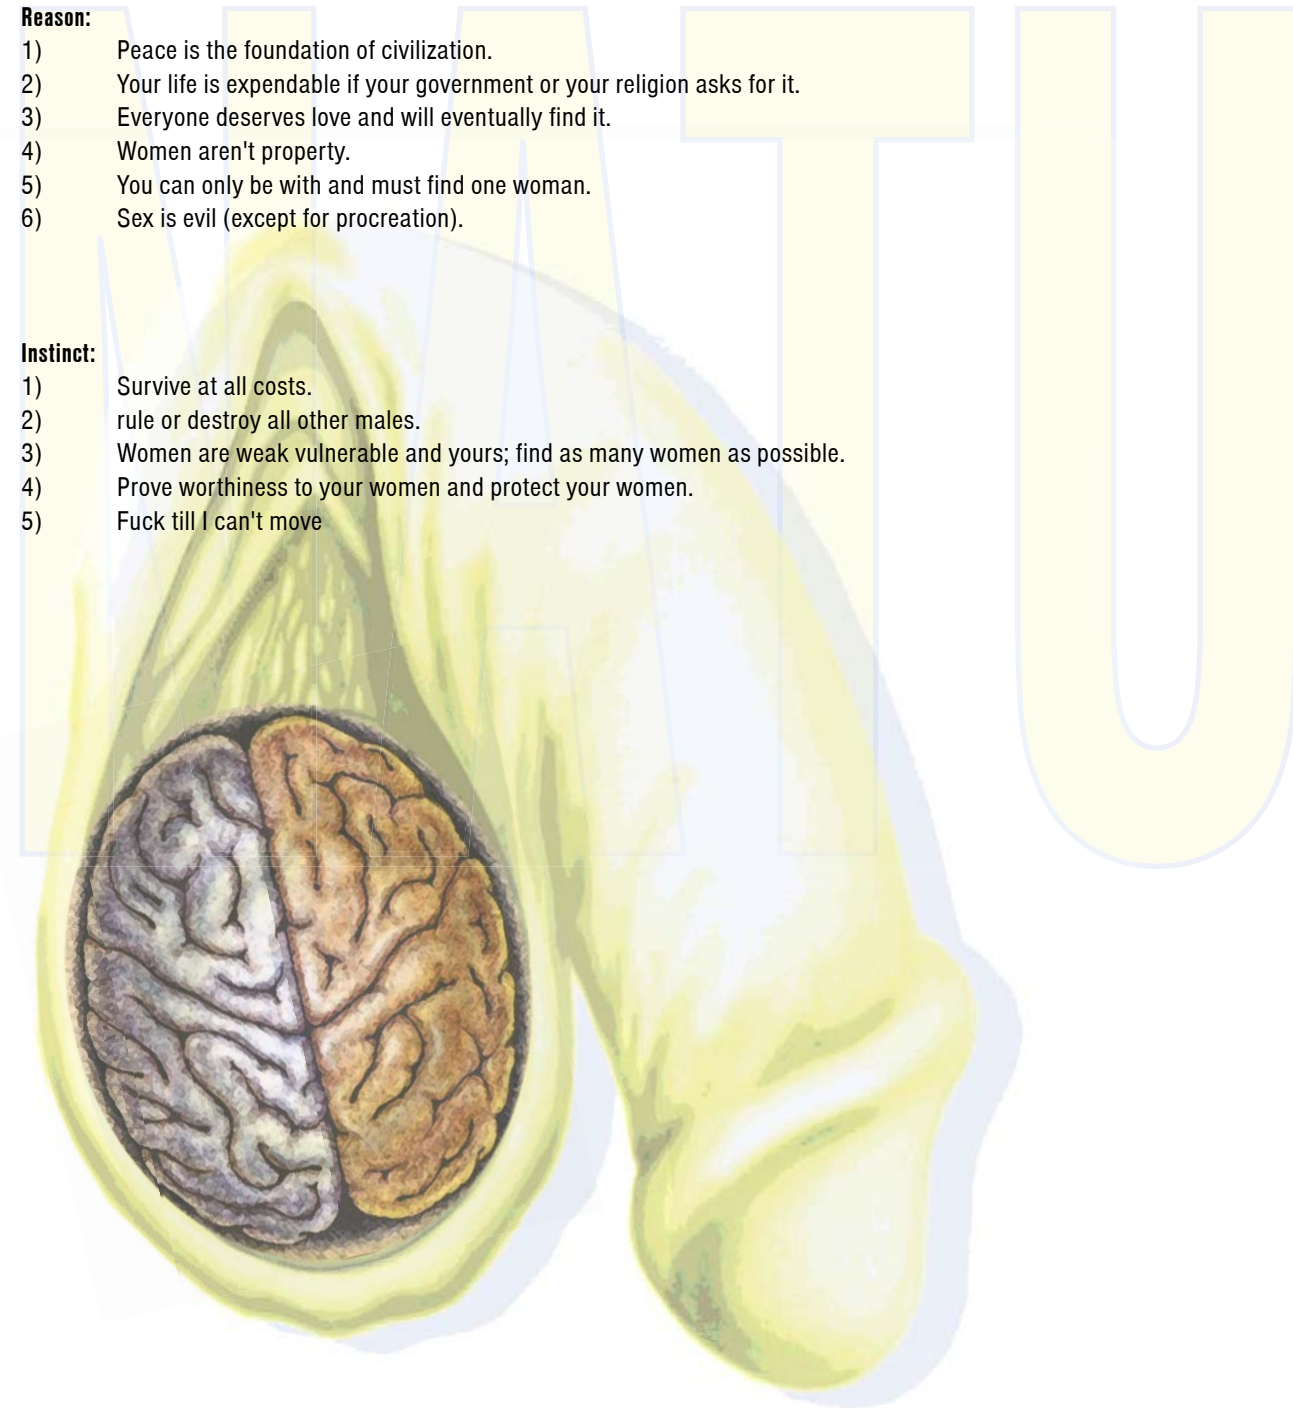 NATU
Reason:
1) Peace is the foundation of civilization.
2) Your life is expendable if your government or your religion asks for it.
3) Everyone deserves love and will eventually find it.
4) Women aren't property.
5) You can only be with and must find one woman.
6) Sex is evil (except for procreation).
Instinct:
1) Survive at all costs.
2) rule or destroy all other males.
3) Women are weak vulnerable and yours; find as many women as possible.
4) Prove worthiness to your women and protect your women.
5) Fuck till I can't move